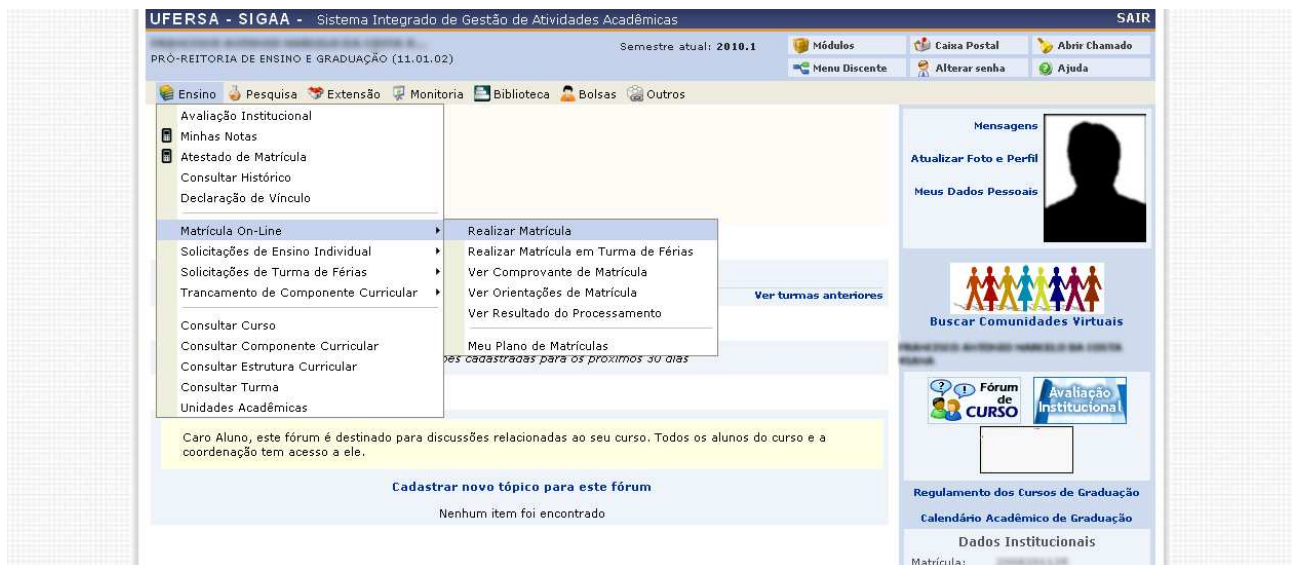 UFERSA - SIGAA - Sistema Integrado de Gestão de Atividades Acadêmicas SAIR
Semestre atual: 2010.1
PRÓ-REITORIA DE ENSINO E GRADUAÇÃO (11.01.02)
Módulos Caixa Postal Abrir Chamado
Menu Discente Alterar senha Ajuda
Ensino Pesquisa Extensão Monitoria Biblioteca Bolsas Outros
Avaliação Institucional
Minhas Notas
Atestado de Matrícula
Consultar Histórico
Declaração de Vínculo
Matrícula On-Line
Solicitações de Ensino Individual
Solicitações de Turma de Férias
Trancamento de Componente Curricular
Consultar Curso
Consultar Componente Curricular
Consultar Estrutura Curricular
Consultar Turma
Unidades Acadêmicas
Realizar Matrícula
Realizar Matrícula em Turma de Férias
Ver Comprovante de Matrícula
Ver Orientações de Matrícula
Ver Resultado do Processamento
Meu Plano de Matrículas
Ver turmas anteriores
cadastradas para os próximos 30 dias
Caro Aluno, este fórum é destinado para discussões relacionadas ao seu curso. Todos os alunos do curso e a
coordenação tem acesso a ele.
Cadastrar novo tópico para este fórum
Nenhum item foi encontrado
Mensagens
Atualizar Foto e Perfil
Meus Dados Pessoais
Buscar Comunidades Virtuais
Fórum
de
CURSO
Avaliação
Institucional
Regulamento dos Cursos de Graduação
Calendário Acadêmico de Graduação
Dados Institucionais
Matrícula: